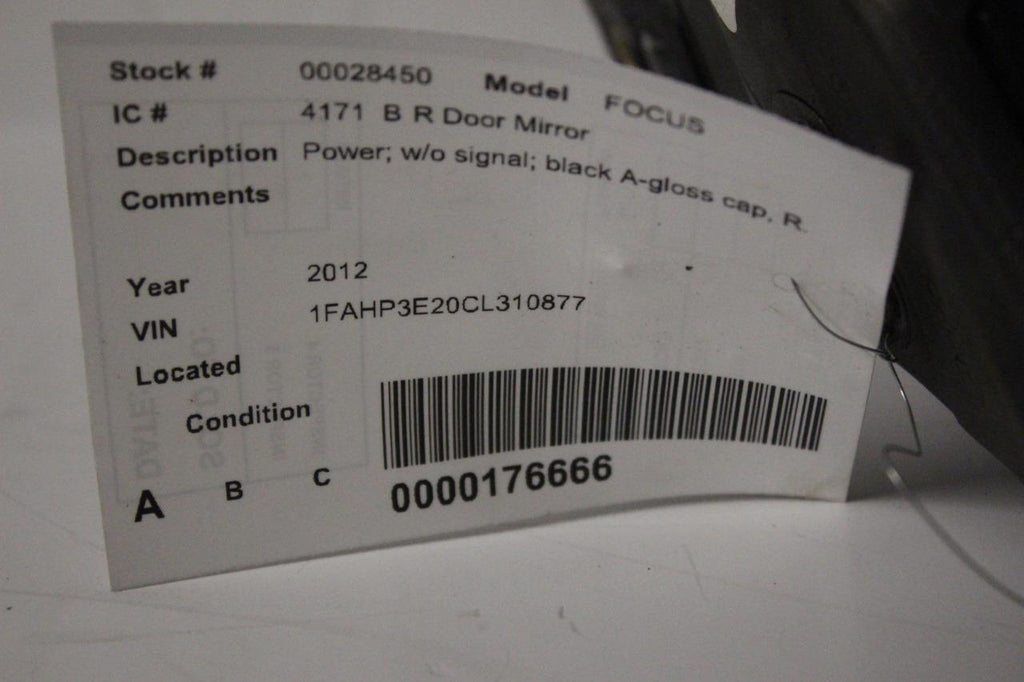 Stock # 00028450 Model FOCUS
IC # 4171 B R Door Mirror
Description Power; w/o signal; black A-gloss cap, R.
Comments
Year 2012
VIN 1FAHP3E20CL310877
Located
Condition
A B C
0000176666